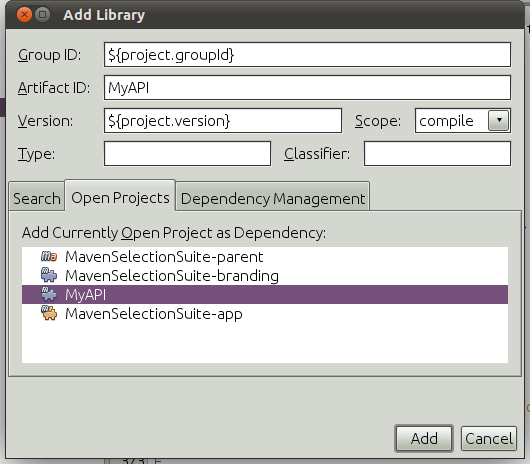 Add Library
Group ID: ${project.groupId}
Artifact ID: MyAPI
Version: ${project.version} Scope: compile
Type: Classifier:
Search Open Projects Dependency Management
Add Currently Open Project as Dependency:
MavenSelectionSuite-parent
MavenSelectionSuite-branding
MyAPI
MavenSelectionSuite-app
Add Cancel